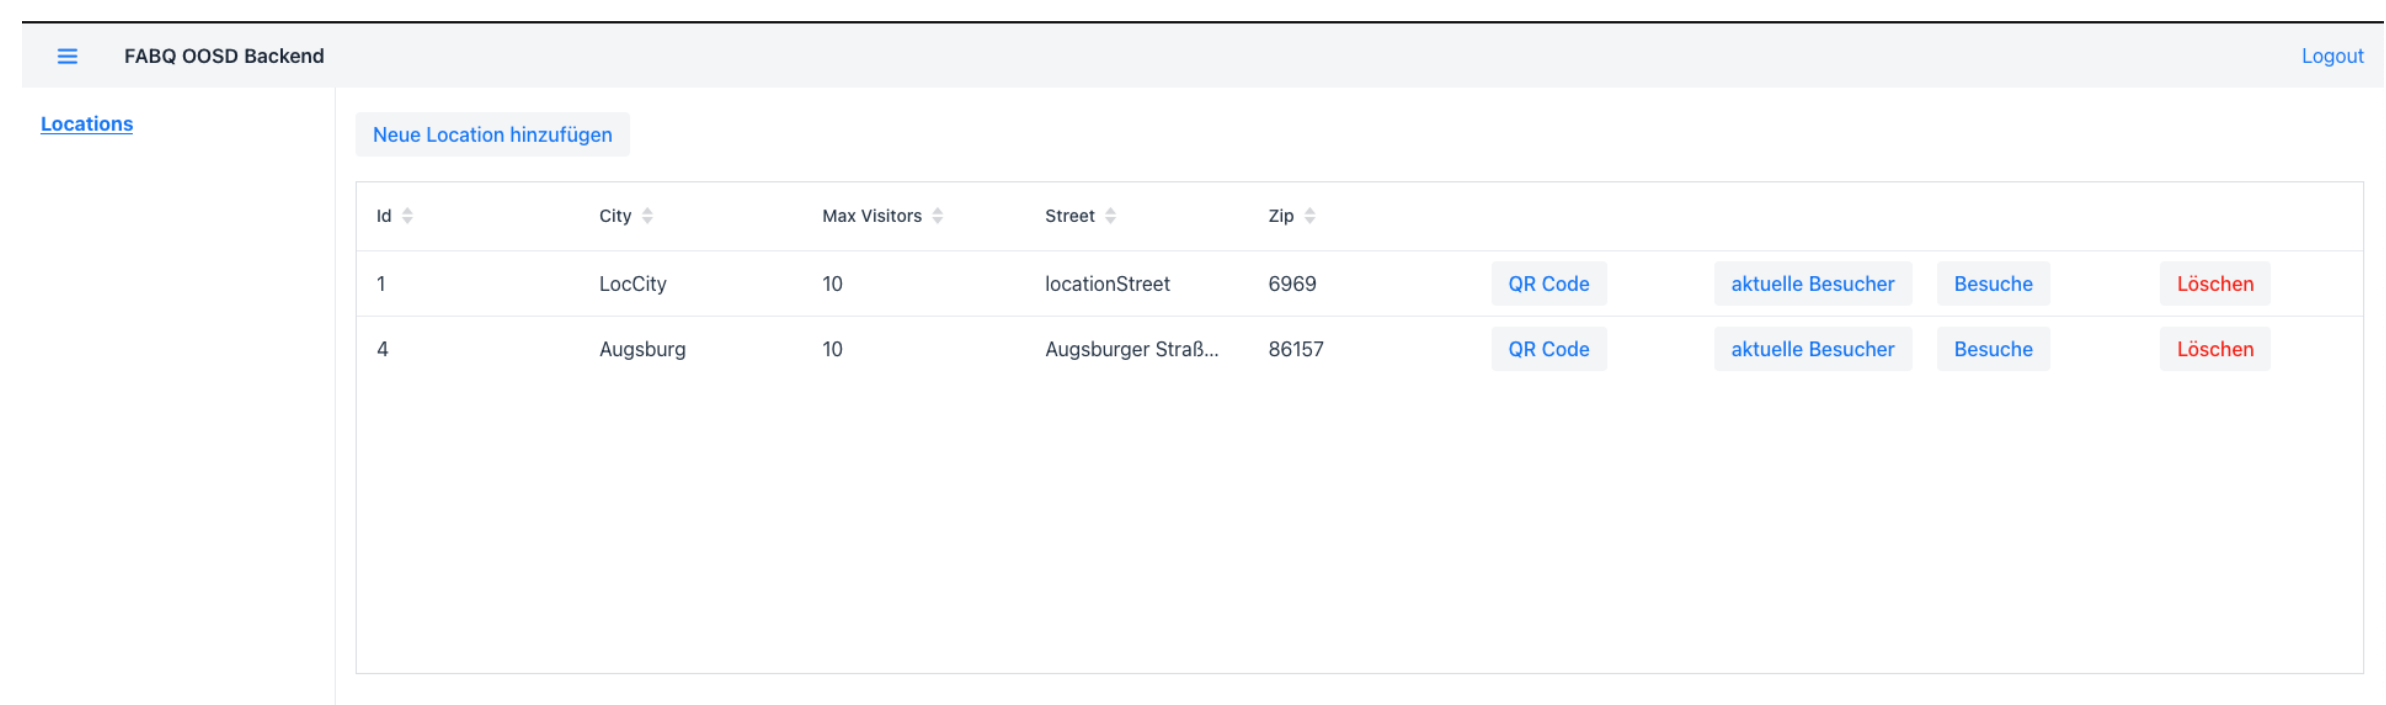 FABQ OOSD Backend Logout
Locations
Neue Location hinzufügen
Id City Max Visitors Street Zip
1 LocCity 10 locationStreet 6969 QR Code aktuelle Besucher Besuche Löschen
4 Augsburg 10 Augsburger Straß... 86157 QR Code aktuelle Besucher Besuche Löschen